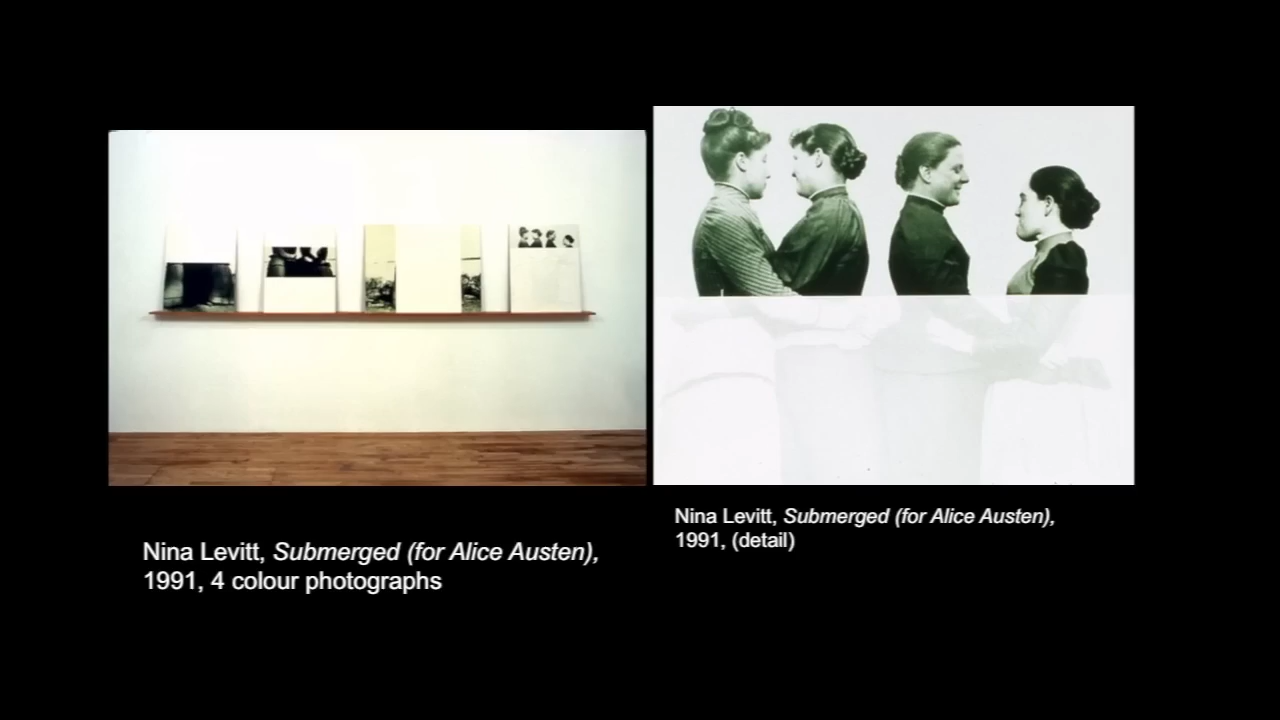 Nina Levitt, Submerged (for Alice Austen),
1991, 4 colour photographs
Nina Levitt, Submerged (for Alice Austen),
1991, (detail)